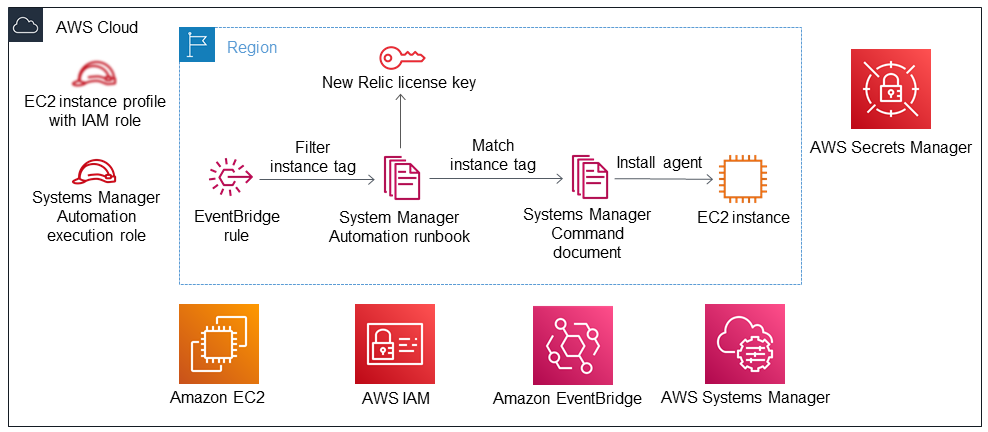 AWS Cloud
Region
New Relic license key
EC2 instance profile
with IAM role
Systems Manager
Automation
execution role
Filter
instance tag
Match
instance tag
Install agent
EventBridge
rule
System Manager
Automation runbook
Systems Manager
Command
document
EC2 instance
AWS Secrets Manager
Amazon EC2
AWS IAM
Amazon EventBridge
AWS Systems Manager